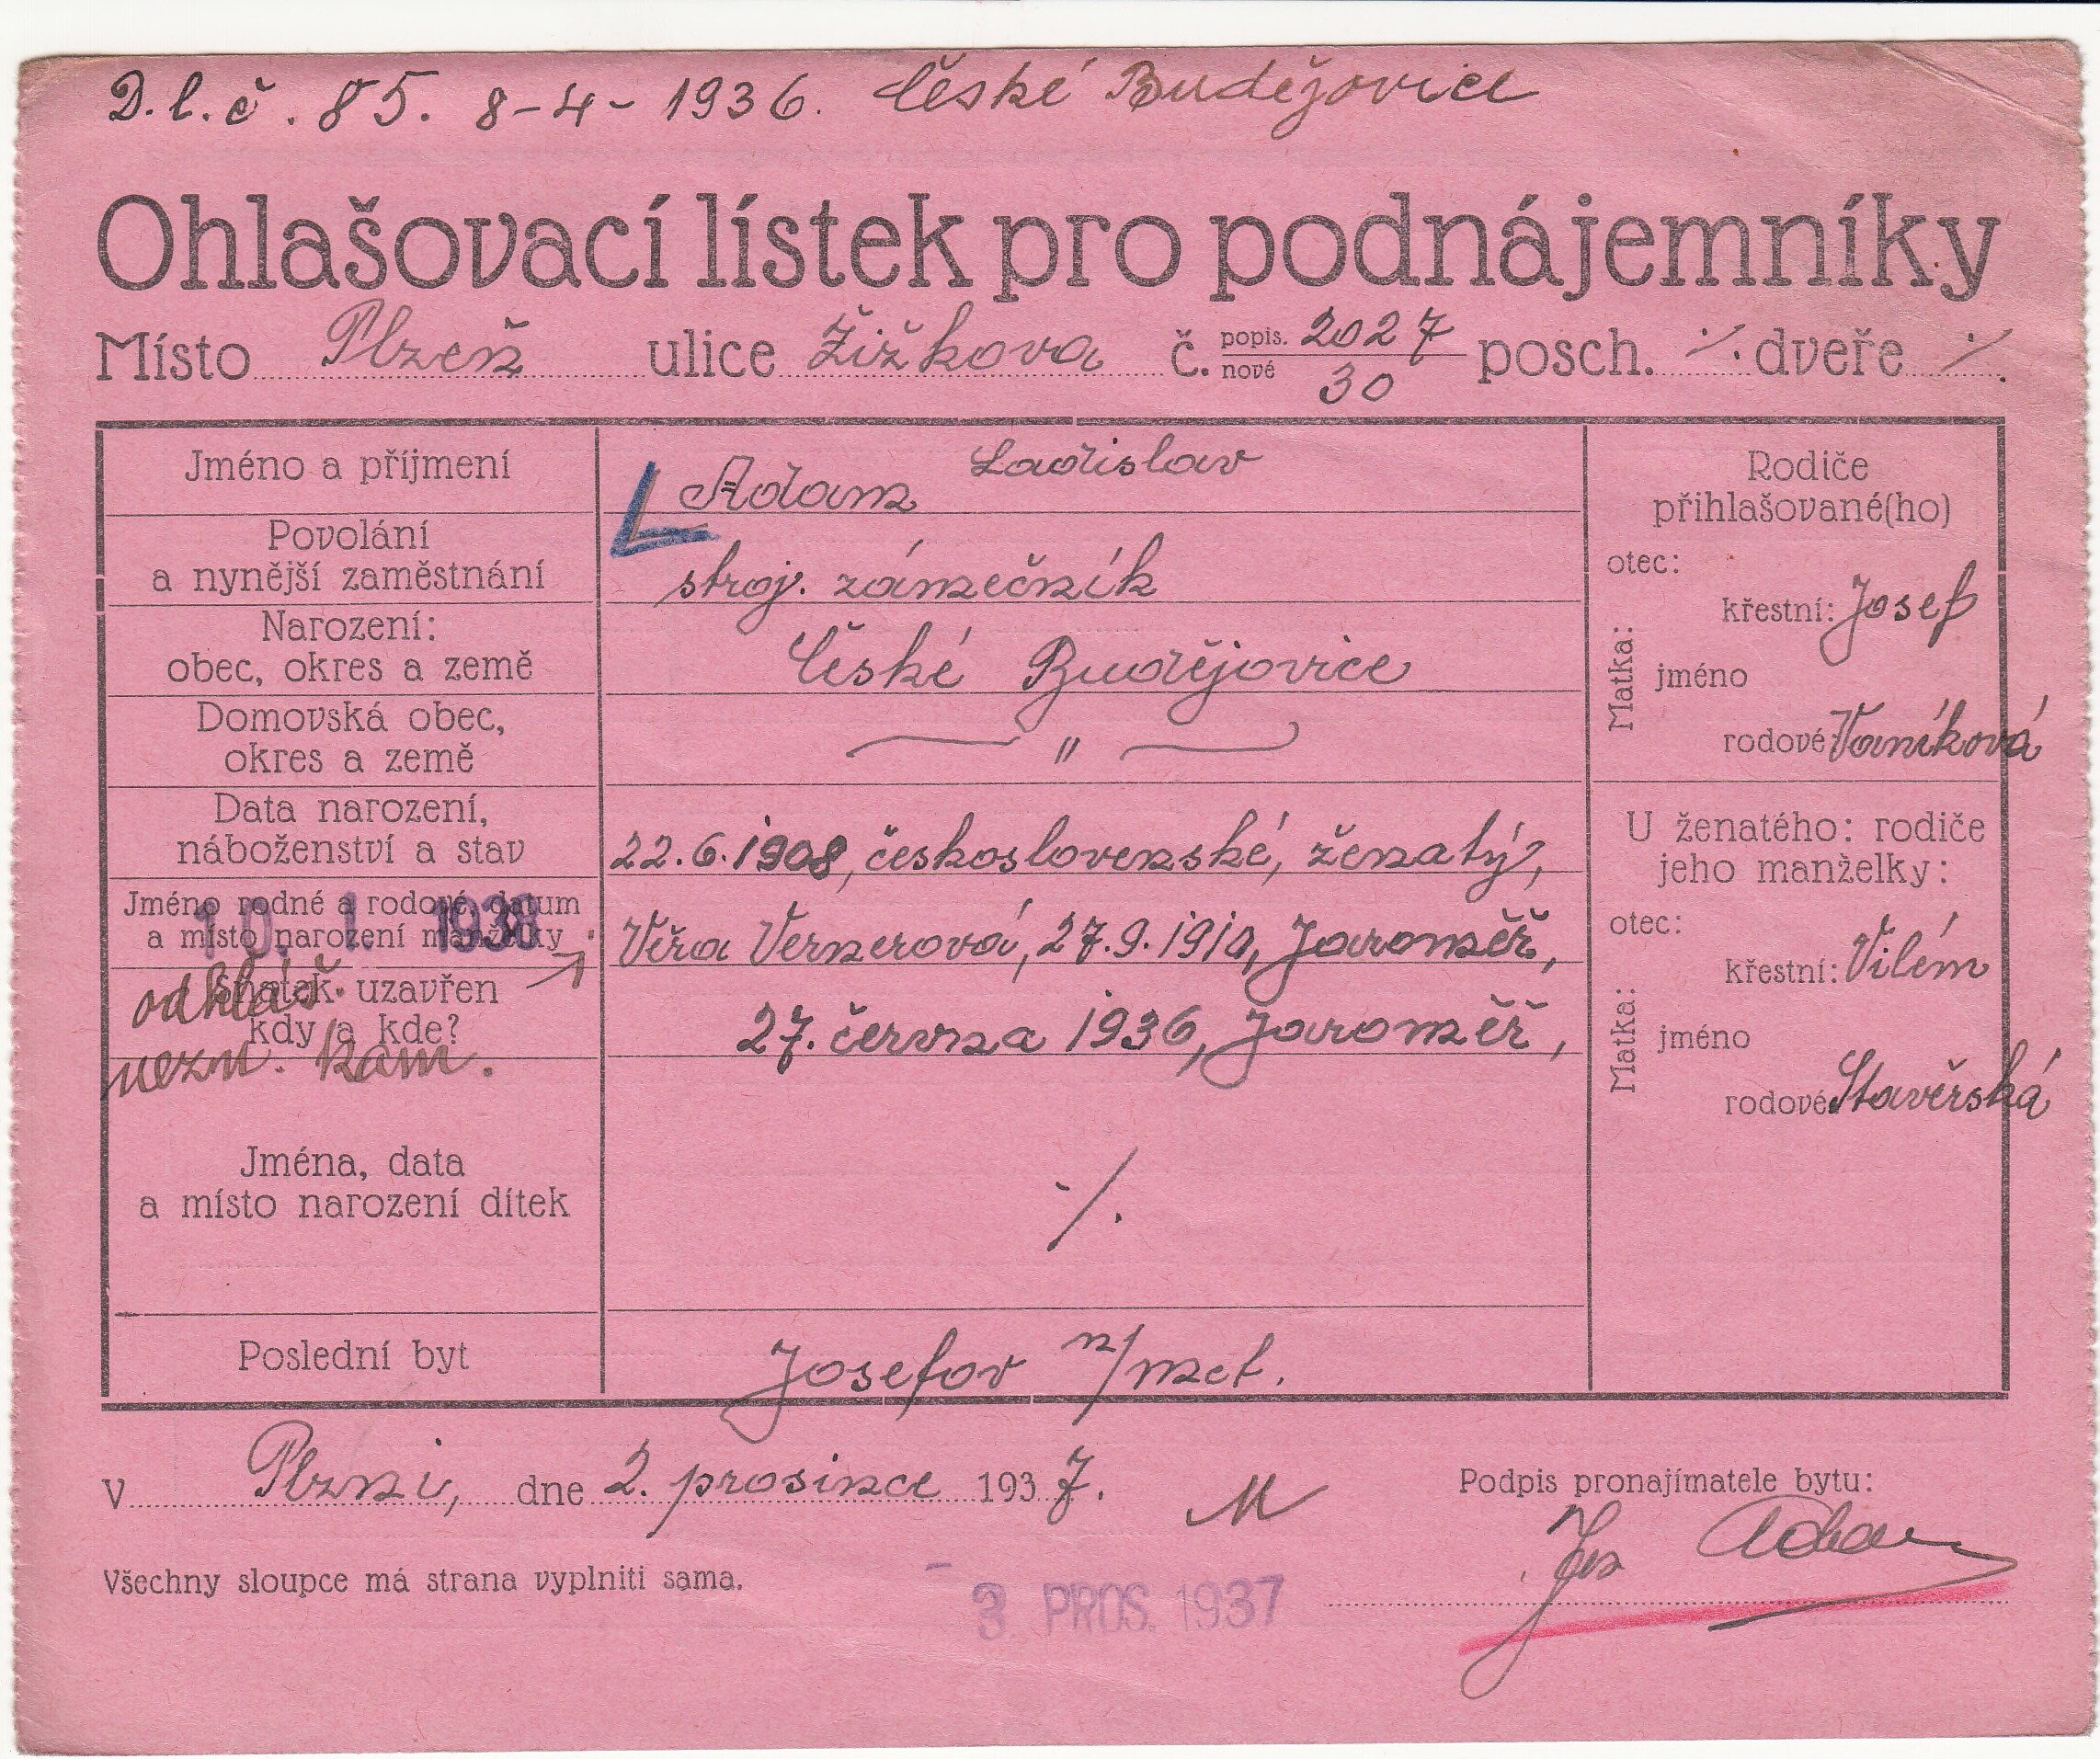 D.l.č. 85. 8-4- 1936. České Budějovice
Ohlašovací lístek pro podnájemníky
Místo Plzeň ulice Žižkova č. popis. 2027 nové 30 posch. ·/. dveře ·/.
Jméno a příjmení
Adam Ladislav
Povolání
a nynější zaměstnání
stroj. zámečník
Narození:
obec, okres a země
České Budějovice
Domovská obec,
okres a země
— " —
Data narození,
náboženství a stav
22.6.1908, československé, ženatý,
Jméno rodné a rodové, datum
a místo narození manželky
Věra Vernerová, 27.9.1910, Jaroměř,
10. 1. 1938
Sňatek uzavřen
kdy a kde?
27. června 1936, Jaroměř,
odhláš.
nezn. kam.
Jména, data
a místo narození dítek
·/.
Poslední byt
Josefov n/met.
Rodiče
přihlašované(ho)
otec:
křestní: Josef
Matka:
jméno
rodové: Vaníková
U ženatého: rodiče
jeho manželky:
otec:
křestní: Vilém
Matka:
jméno
rodové Stavěrská
V Plzni, dne 2. prosince 1937.
M
Podpis pronajímatele bytu:
Jos Adam
Všechny sloupce má strana vyplniti sama.
- 3. PROS. 1937